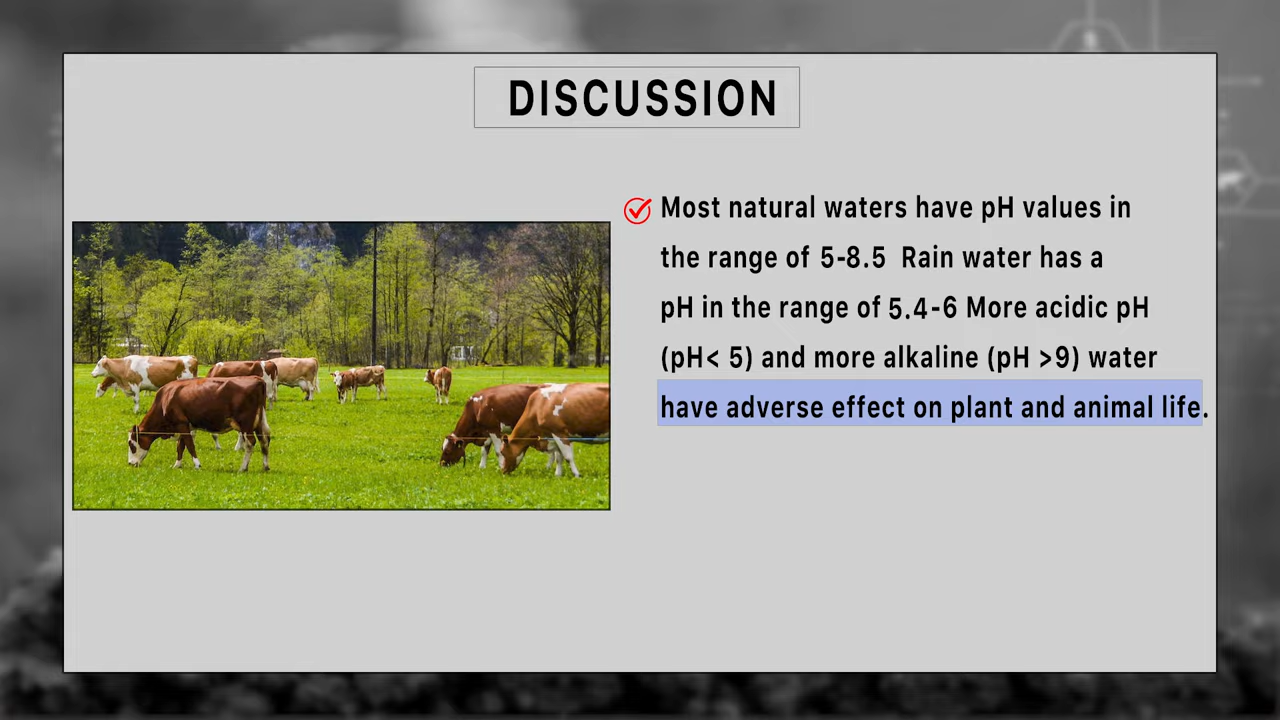 DISCUSSION
Most natural waters have pH values in
the range of 5-8.5 Rain water has a
pH in the range of 5.4-6 More acidic pH
(pH< 5) and more alkaline (pH >9) water
have adverse effect on plant and animal life.